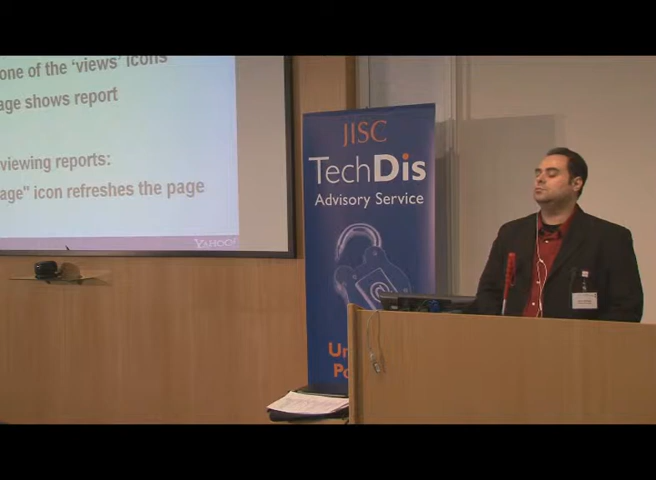 one of the 'views' icons
age shows report
viewing reports:
age" icon refreshes the page
YAHOO!
JISC
TechDis
Advisory Service